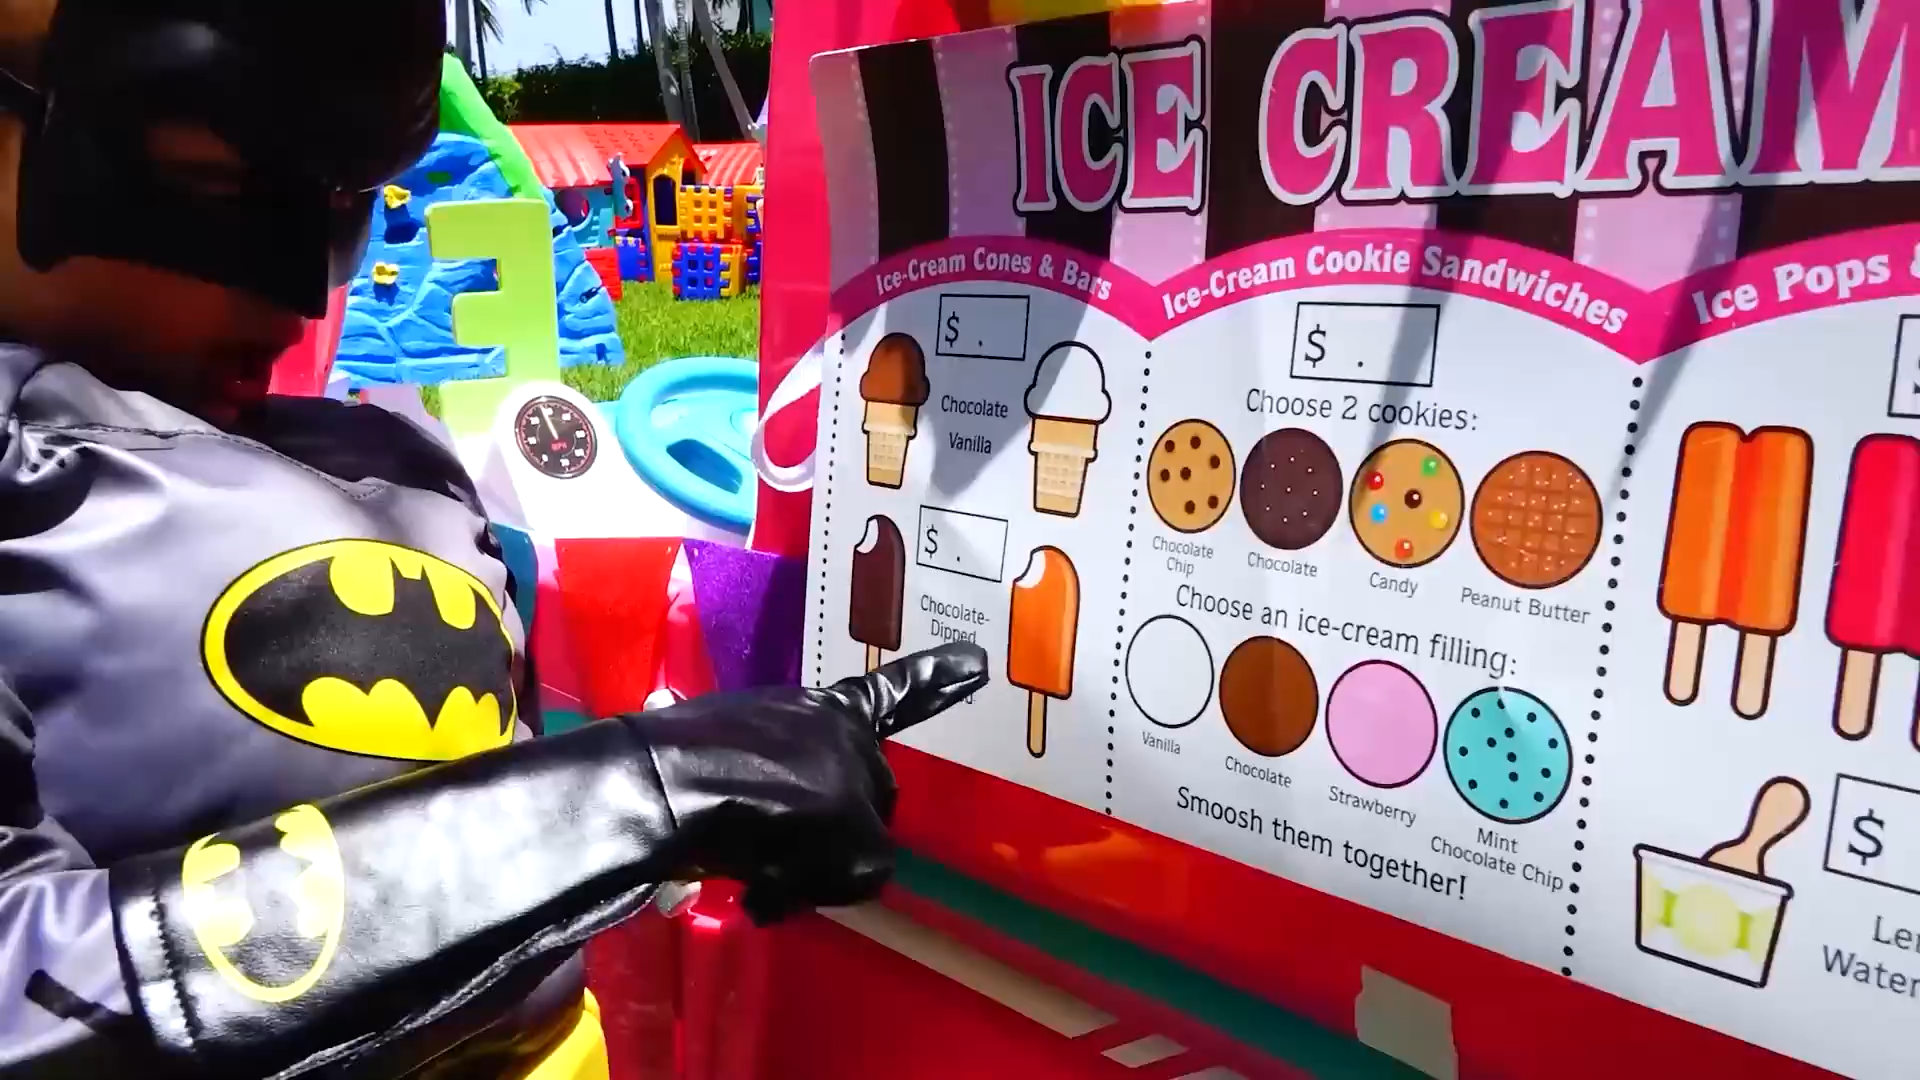 ICE CREAM
Ice-Cream Cones & Bars
$ .
Chocolate
Vanilla
$ .
Chocolate-
Dipped
Ice-Cream Cookie Sandwiches
$ .
Choose 2 cookies:
Chocolate
Chip
Chocolate
Candy
Peanut Butter
Choose an ice-cream filling:
Vanilla
Chocolate
Strawberry
Mint
Chocolate Chip
Smoosh them together!
Ice Pops &
$